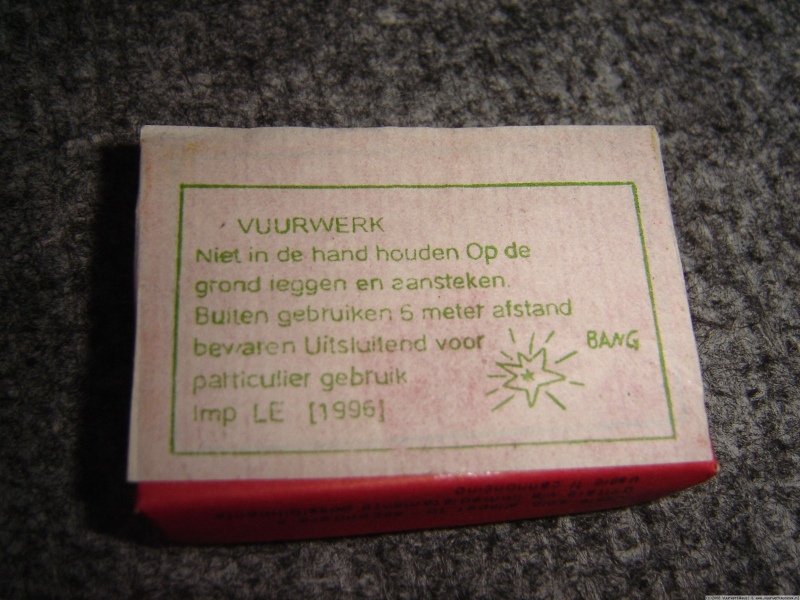 VUURWERK
Niet in de hand houden Op de
grond leggen en aansteken.
Buiten gebruiken 6 meter afstand
bewaren Uitsluitend voor
BANG
particulier gebruik
Imp LE [1996]